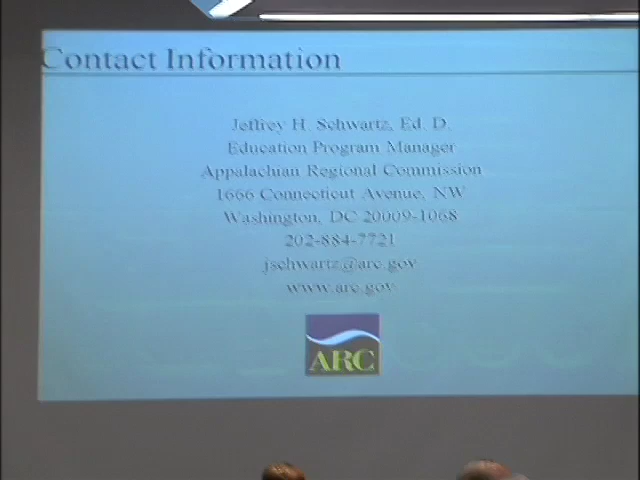 Contact Information
Jeffrey H. Schwartz, Ed. D.
Education Program Manager
Appalachian Regional Commission
1666 Connecticut Avenue, NW
Washington, DC 20009-1068
202-884-7721
jschwartz@arc.gov
www.arc.gov
ARC